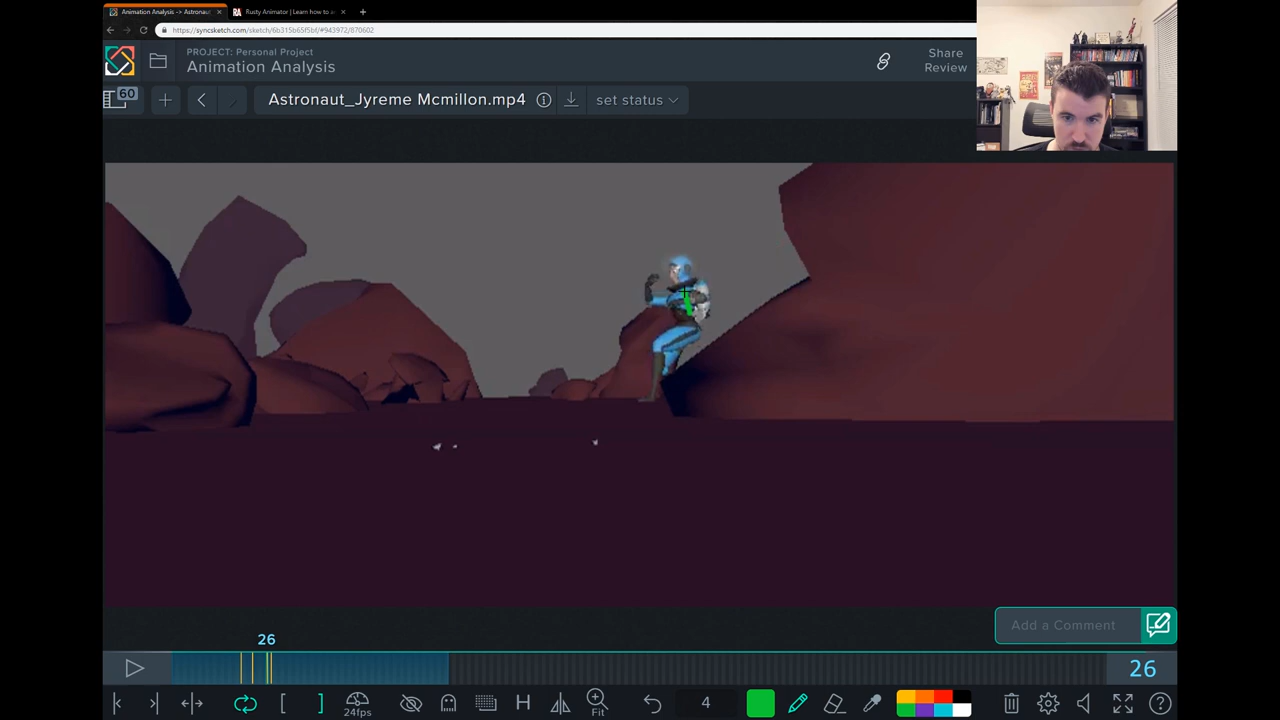 Animation Analysis -> Astronaut_
Rusty Animator | Learn how to a
https://syncsketch.com/sketch/6b315b65f5bf/#943972/870602
PROJECT: Personal Project
Animation Analysis
Share
Review
60
Astronaut_Jyreme Mcmillon.mp4
set status
Add a Comment
26
26
24fps
H
Fit
4